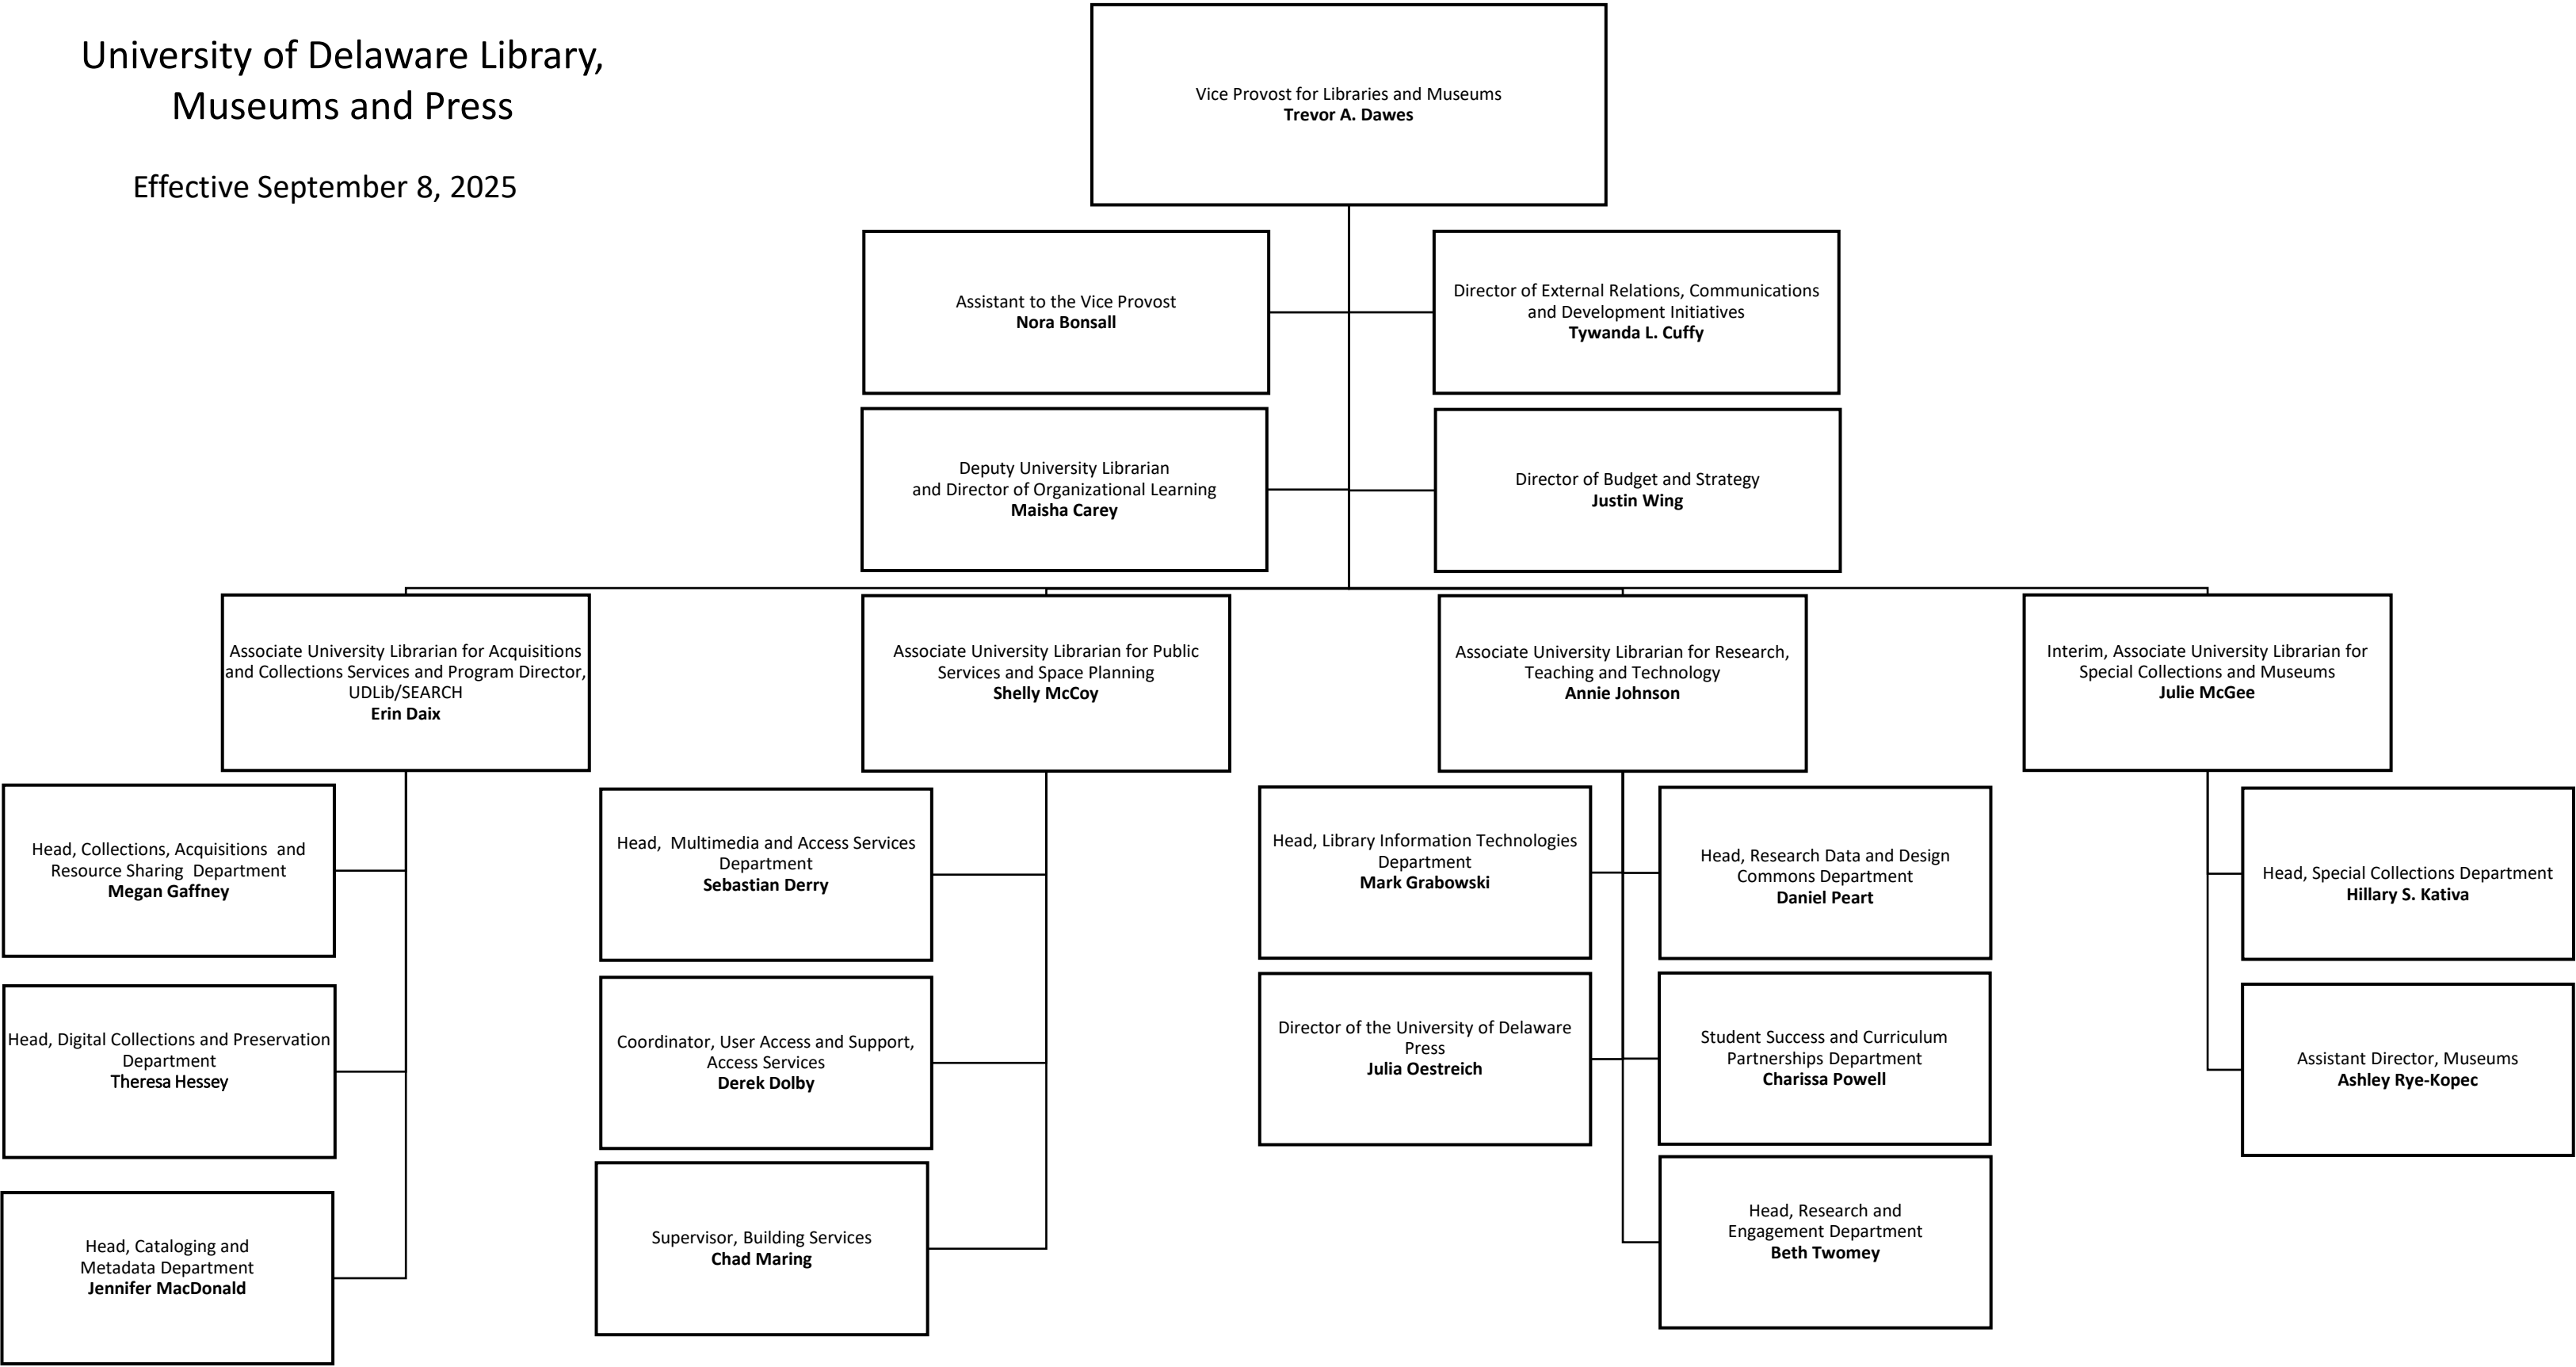 University of Delaware Library,
Museums and Press
Effective September 8, 2025
Vice Provost for Libraries and Museums
Trevor A. Dawes
Assistant to the Vice Provost
Nora Bonsall
Director of External Relations, Communications
and Development Initiatives
Tywanda L. Cuffy
Deputy University Librarian
and Director of Organizational Learning
Maisha Carey
Director of Budget and Strategy
Justin Wing
Associate University Librarian for Acquisitions
and Collections Services and Program Director,
UDLib/SEARCH
Erin Daix
Associate University Librarian for Public
Services and Space Planning
Shelly McCoy
Associate University Librarian for Research,
Teaching and Technology
Annie Johnson
Interim, Associate University Librarian for
Special Collections and Museums
Julie McGee
Head, Collections, Acquisitions  and
Resource Sharing  Department
Megan Gaffney
Head,  Multimedia and Access Services
Department
Sebastian Derry
Head, Library Information Technologies
Department
Mark Grabowski
Head, Research Data and Design
Commons Department
Daniel Peart
Head, Special Collections Department
Hillary S. Kativa
Head, Digital Collections and Preservation
Department
Theresa Hessey
Coordinator, User Access and Support,
Access Services
Derek Dolby
Director of the University of Delaware
Press
Julia Oestreich
Student Success and Curriculum
Partnerships Department
Charissa Powell
Assistant Director, Museums
Ashley Rye-Kopec
Head, Cataloging and
Metadata Department
Jennifer MacDonald
Supervisor, Building Services
Chad Maring
Head, Research and
Engagement Department
Beth Twomey